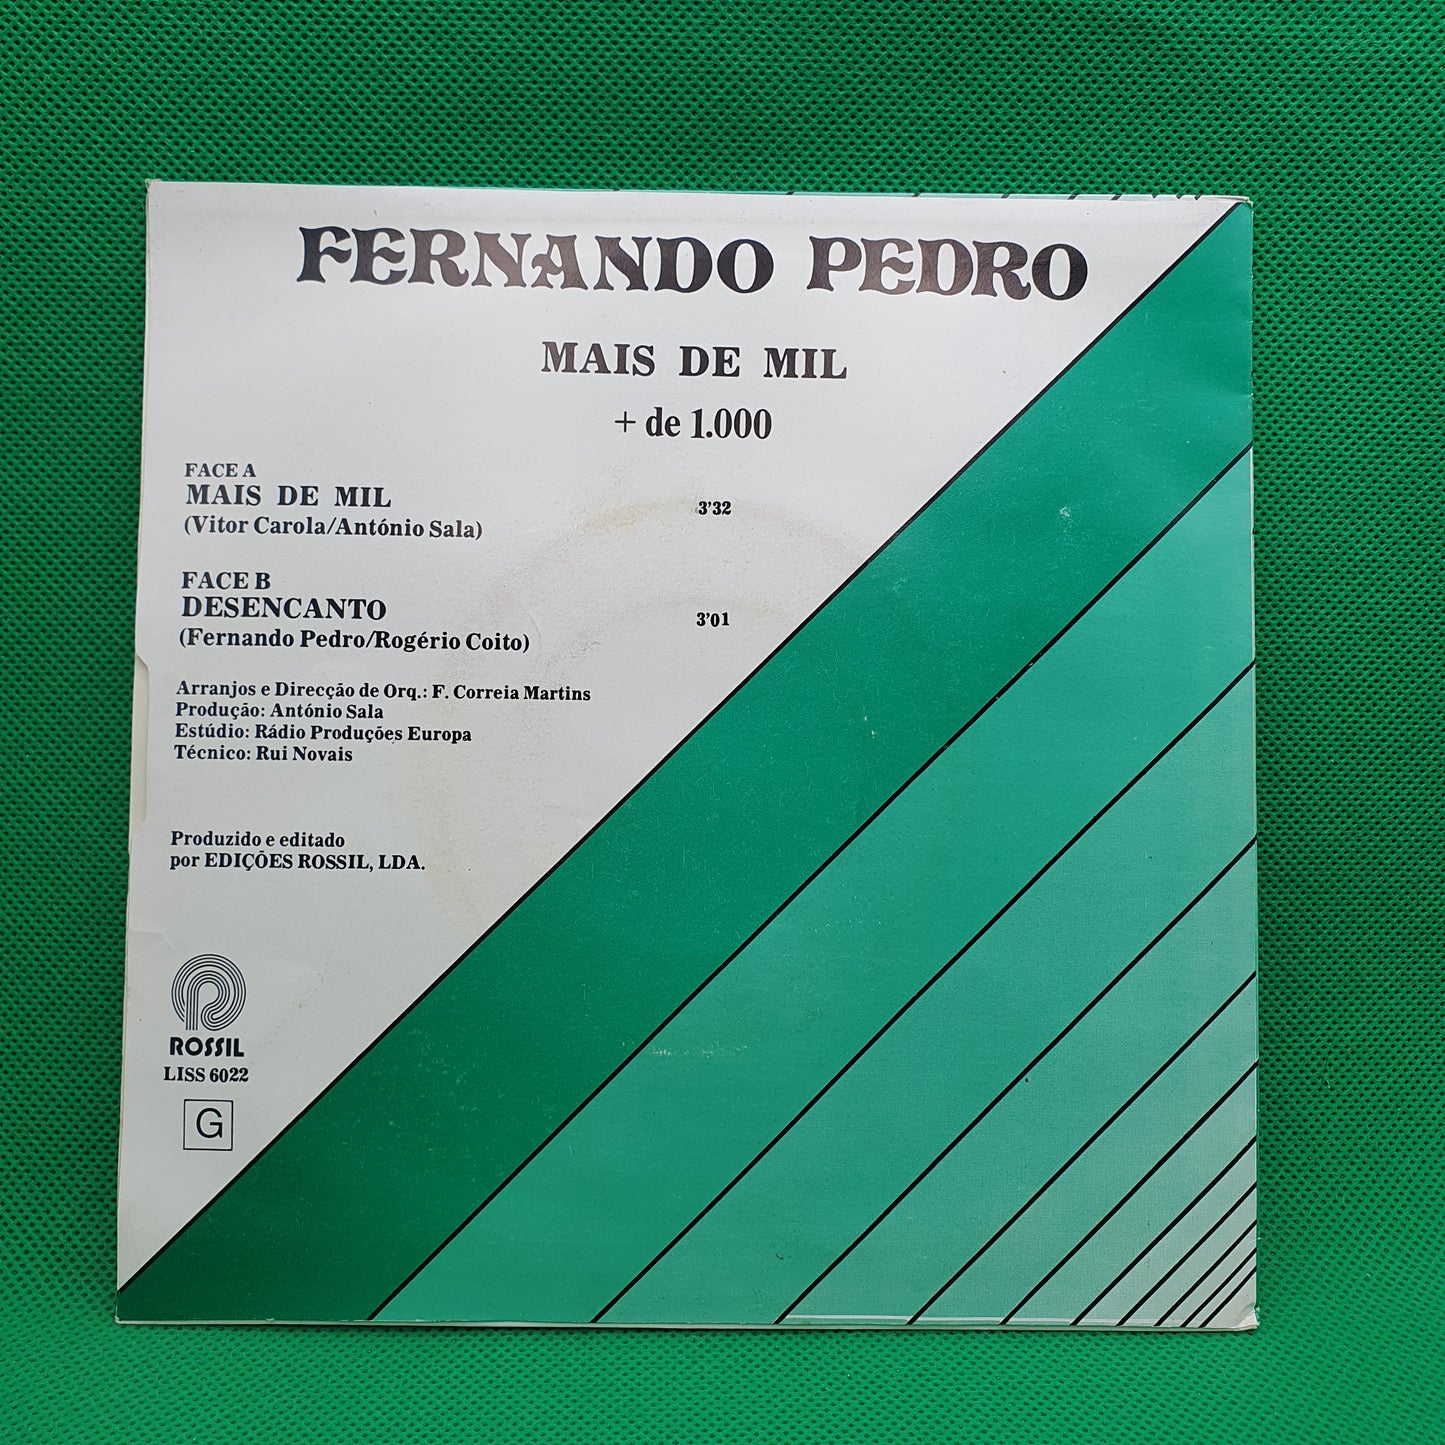 FERNANDO PEDRO
MAIS DE MIL
+ de 1.000
FACE A
MAIS DE MIL 3'32
(Vitor Carola/António Sala)
FACE B
DESENCANTO 3'01
(Fernando Pedro/Rogério Coito)
Arranjos e Direcção de Orq.: F. Correia Martins
Produção: António Sala
Estúdio: Rádio Produções Europa
Técnico: Rui Novais
Produzido e editado
por EDIÇÕES ROSSIL, LDA.
ROSSIL
LISS 6022
G